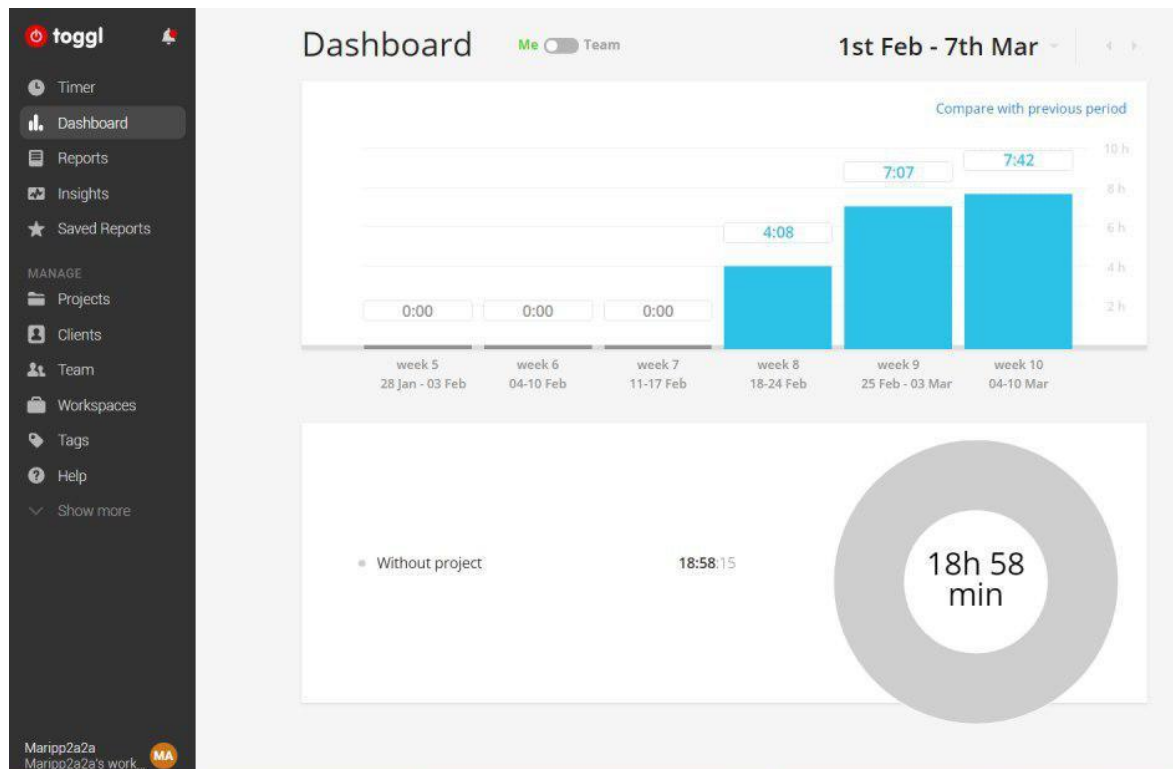 toggl
Timer
Dashboard
Reports
Insights
Saved Reports
MANAGE
Projects
Clients
Team
Workspaces
Tags
Help
Show more
Maripp2a2a
MA
Maripp2a2a's work...
Dashboard
Me Team
1st Feb - 7th Mar
Compare with previous period
10 h
8 h
6 h
4 h
2 h
0:00 0:00 0:00 4:08 7:07 7:42
week 5 week 6 week 7 week 8 week 9 week 10
28 Jan - 03 Feb 04-10 Feb 11-17 Feb 18-24 Feb 25 Feb - 03 Mar 04-10 Mar
Without project 18:58:15
18h 58
min